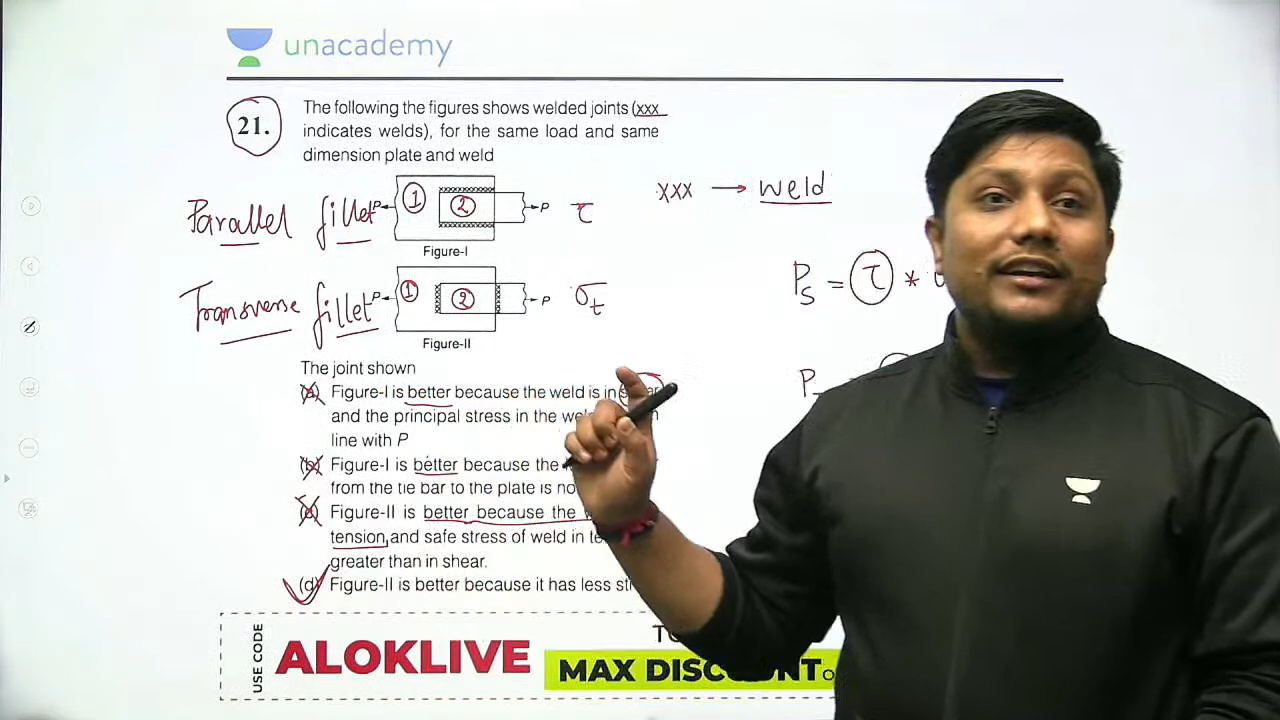 unacademy
21.
The following the figures shows welded joints (xxx
indicates welds), for the same load and same
dimension plate and weld
Parallel fillet
P
1
2
P
τ
Figure-I
xxx → weld
Transverse fillet
P
1
2
P
σt
Figure-II
Ps = τ *
P
The joint shown
(a) Figure-I is better because the weld is in
and the principal stress in the
line with P
(b) Figure-I is better because the
from the tie bar to the plate is
(c) Figure-II is better because the
tension, and safe stress of weld in
greater than in shear.
(d) Figure-II is better because it has less
USE CODE
ALOKLIVE
MAX DISCOUNT